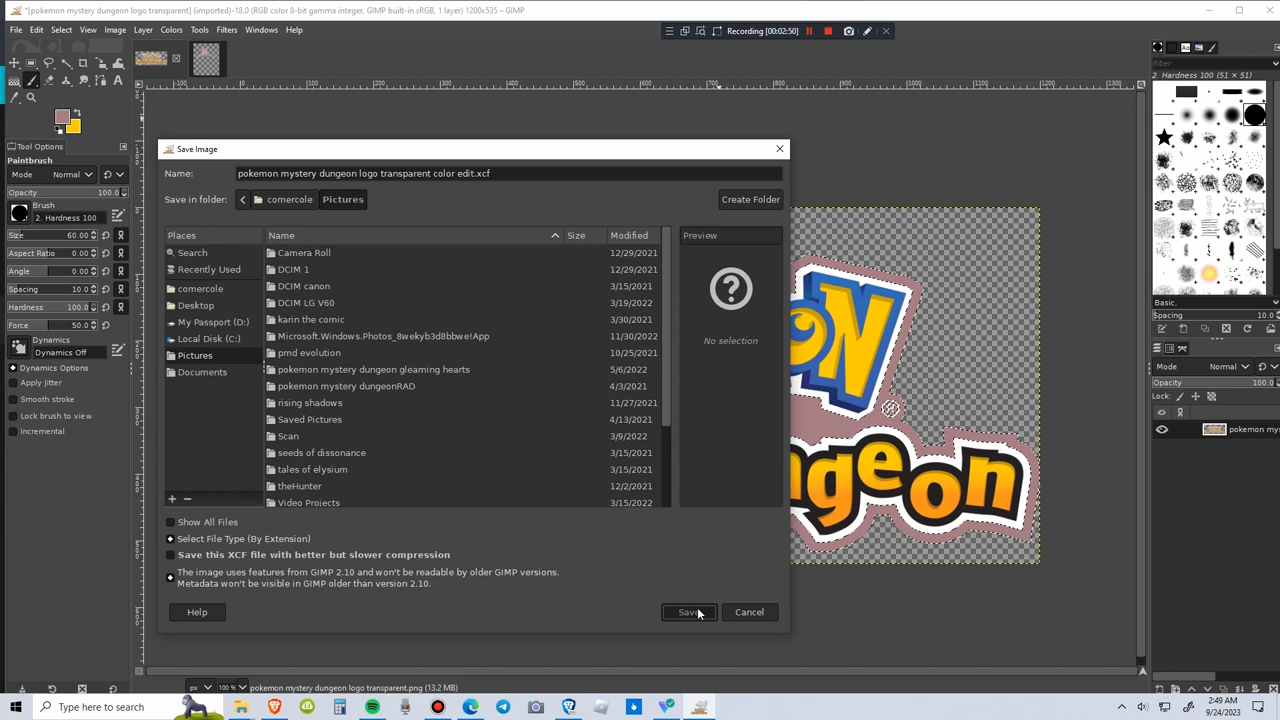 *[pokemon mystery dungeon logo transparent] (imported)-18.0 (RGB color 8-bit gamma integer, GIMP built-in sRGB, 1 layer) 1200x535 – GIMP
File Edit Select View Image Layer Colors Tools Filters Windows Help
Recording [00:02:50]
filter
2. Hardness 100 (51 × 51)
Tool Options
Paintbrush
Mode Normal
Opacity 100.0
Brush
2. Hardness 100
Size 60.00
Aspect Ratio 0.00
Angle 0.00
Spacing 10.0
Hardness 100.0
Force 50.0
Dynamics
Dynamics Off
Dynamics Options
Apply Jitter
Smooth stroke
Lock brush to view
Incremental
Save Image
Name: pokemon mystery dungeon logo transparent color edit.xcf
Save in folder: comercole Pictures Create Folder
Places Name Size Modified Preview
Search
Recently Used
comercole
Desktop
My Passport (D:)
Local Disk (C:)
Pictures
Documents
Camera Roll 12/29/2021
DCIM 1 12/29/2021
DCIM canon 3/15/2021
DCIM LG V60 3/19/2022
karin the comic 3/30/2021
Microsoft.Windows.Photos_8wekyb3d8bbwe!App 11/30/2022
pmd evolution 10/25/2021
pokemon mystery dungeon gleaming hearts 5/6/2022
pokemon mystery dungeonRAD 4/3/2021
rising shadows 11/27/2021
Saved Pictures 4/13/2021
Scan 3/9/2022
seeds of dissonance 3/15/2021
tales of elysium 3/15/2021
theHunter 12/2/2021
Video Projects 3/15/2022
No selection
Show All Files
Select File Type (By Extension)
Save this XCF file with better but slower compression
The image uses features from GIMP 2.10 and won't be readable by older GIMP versions.
Metadata won't be visible in GIMP older than version 2.10.
Help Save Cancel
ON
®
ngeon
Basic,
Spacing 10.0
Mode Normal
Opacity 100.0
Lock:
pokemon mys
px 100 % pokemon mystery dungeon logo transparent.png (13.2 MB)
Type here to search
2:49 AM
9/24/2023